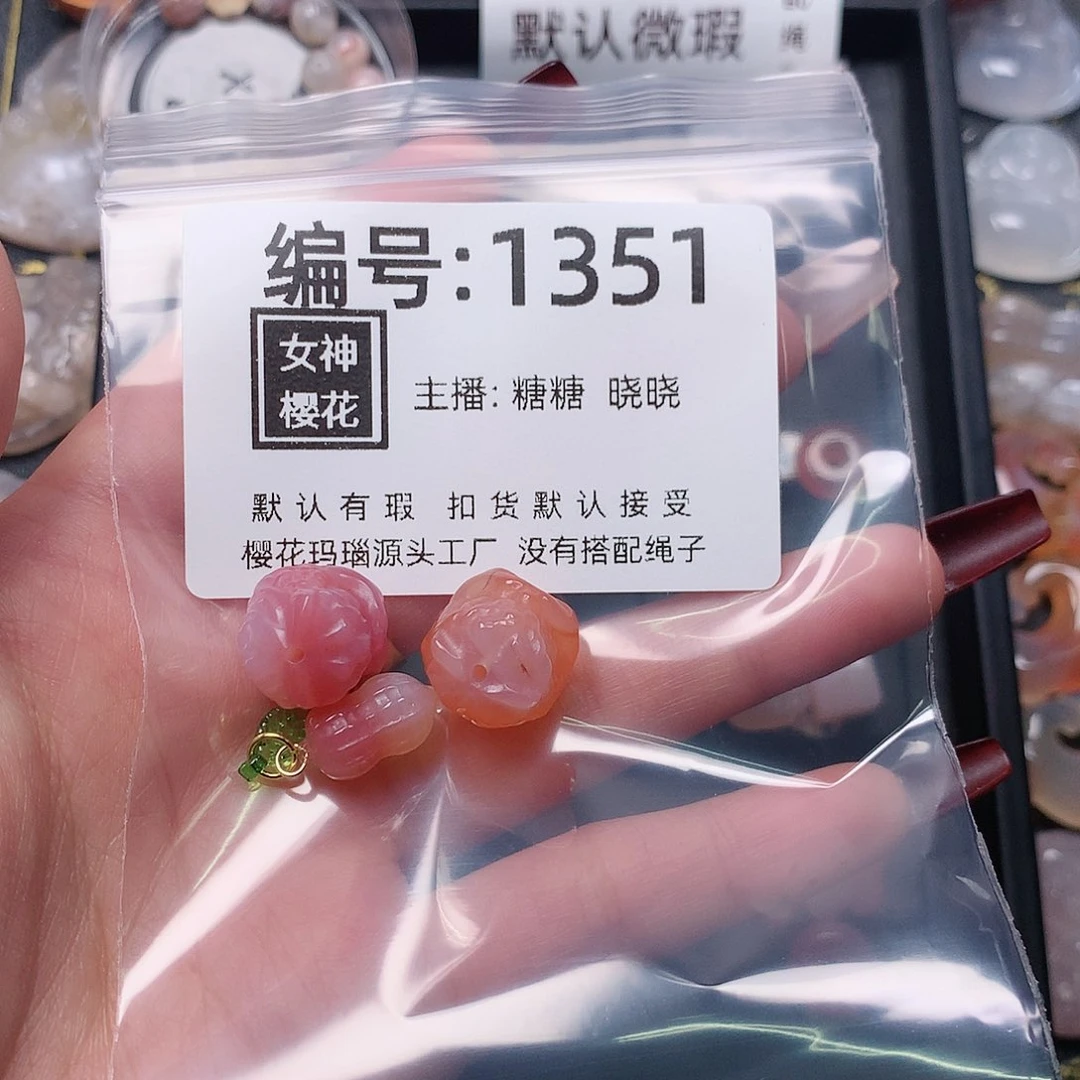 默认微瑕
编号:1351
女神
樱花
主播: 糖糖 晓晓
默认有瑕 扣货默认接受
樱花玛瑙源头工厂 没有搭配绳子